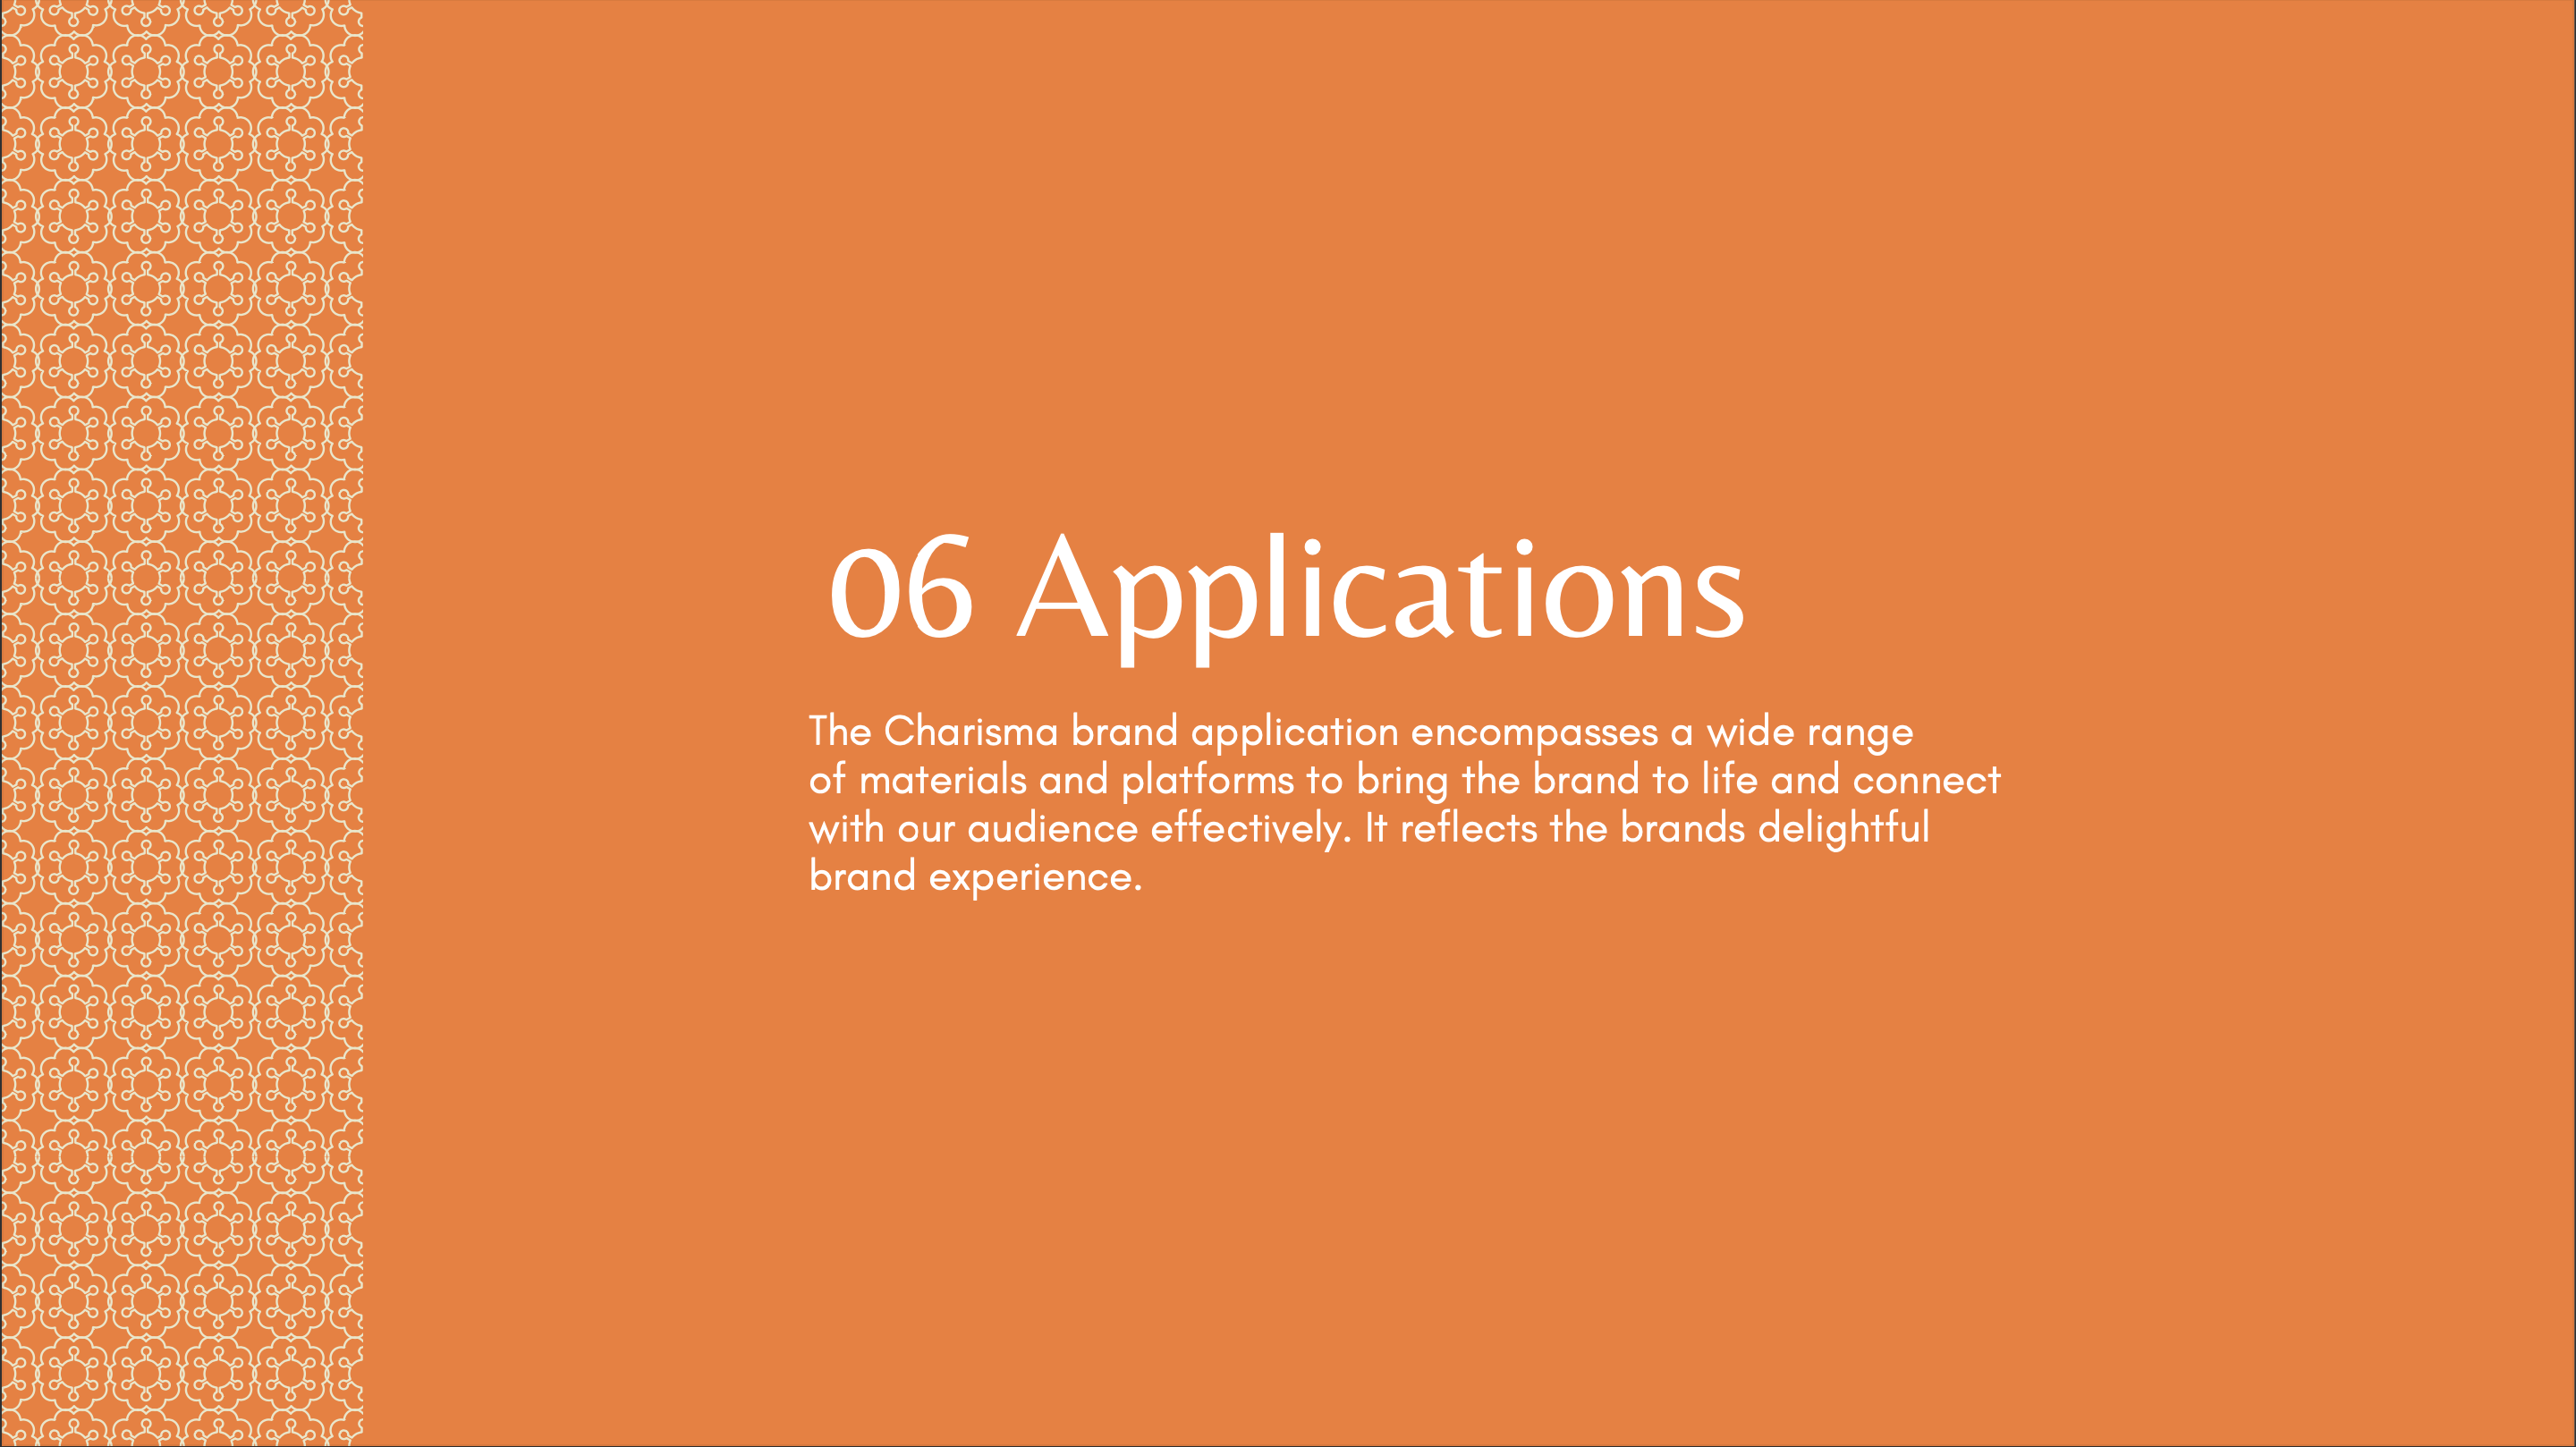 06 Applications
The Charisma brand application encompasses a wide range
of materials and platforms to bring the brand to life and connect
with our audience effectively. It reflects the brands delightful
brand experience.